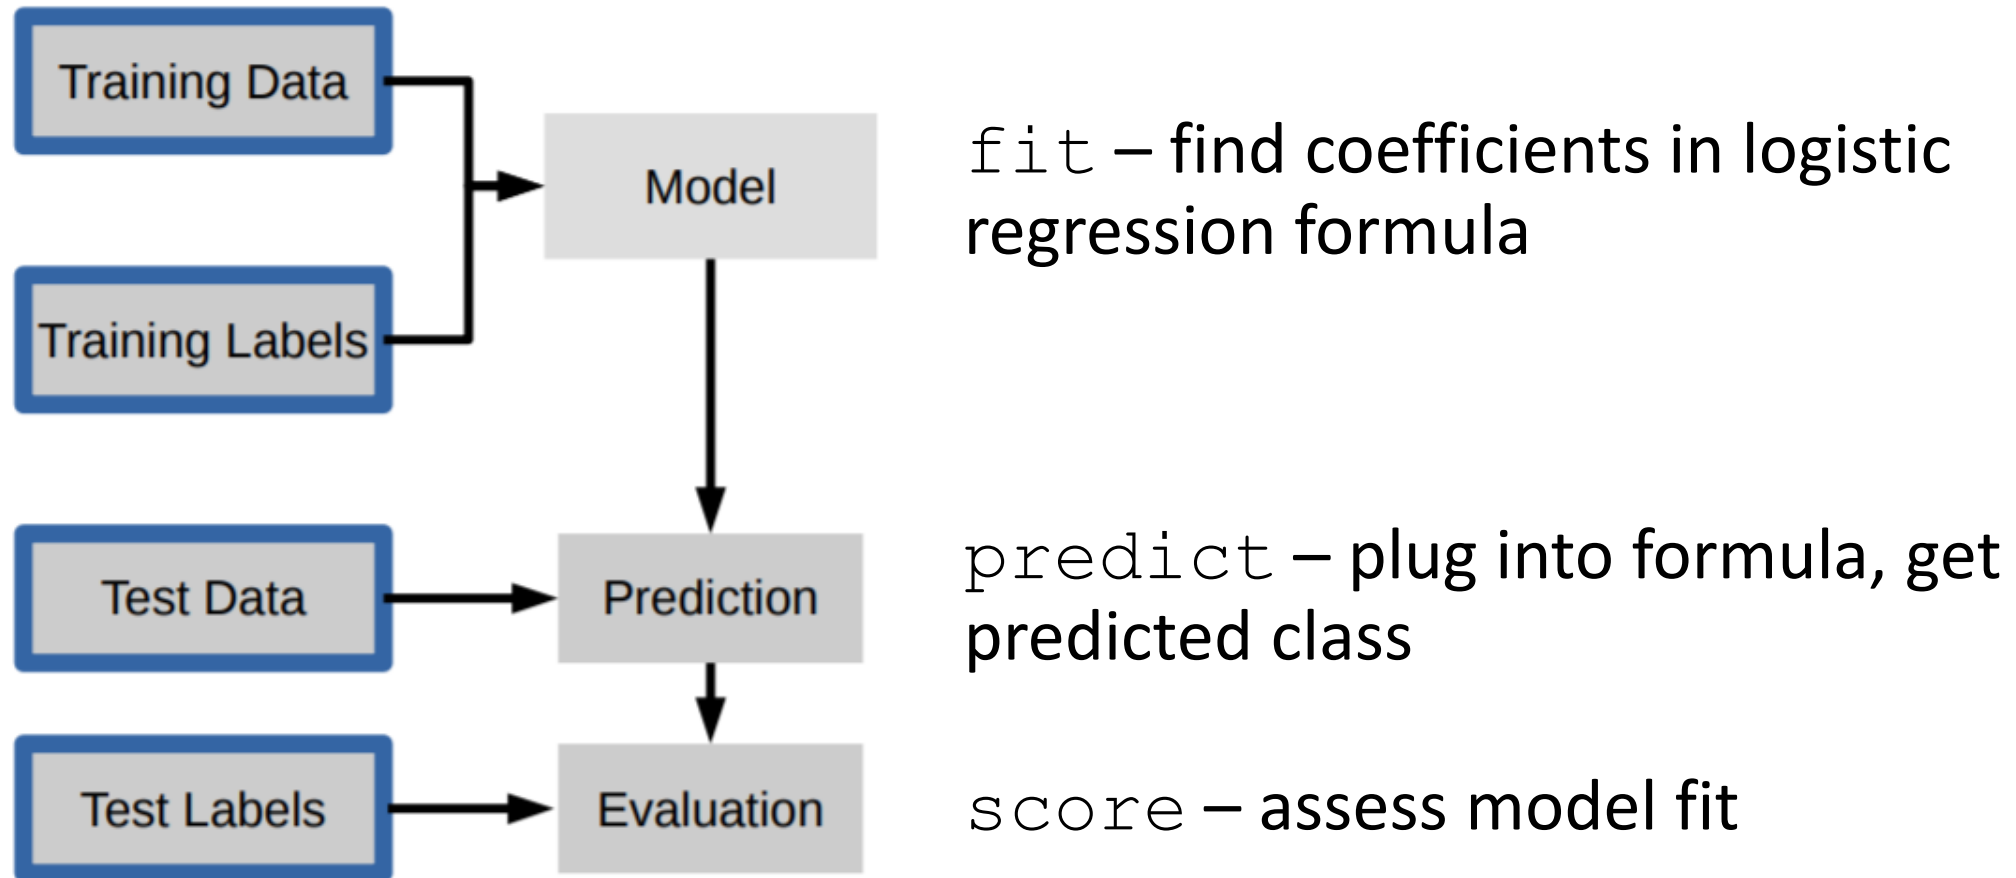 Training Data
Training Labels
Model
fit – find coefficients in logistic
regression formula
Test Data
Prediction
predict – plug into formula, get
predicted class
Test Labels
Evaluation
score – assess model fit